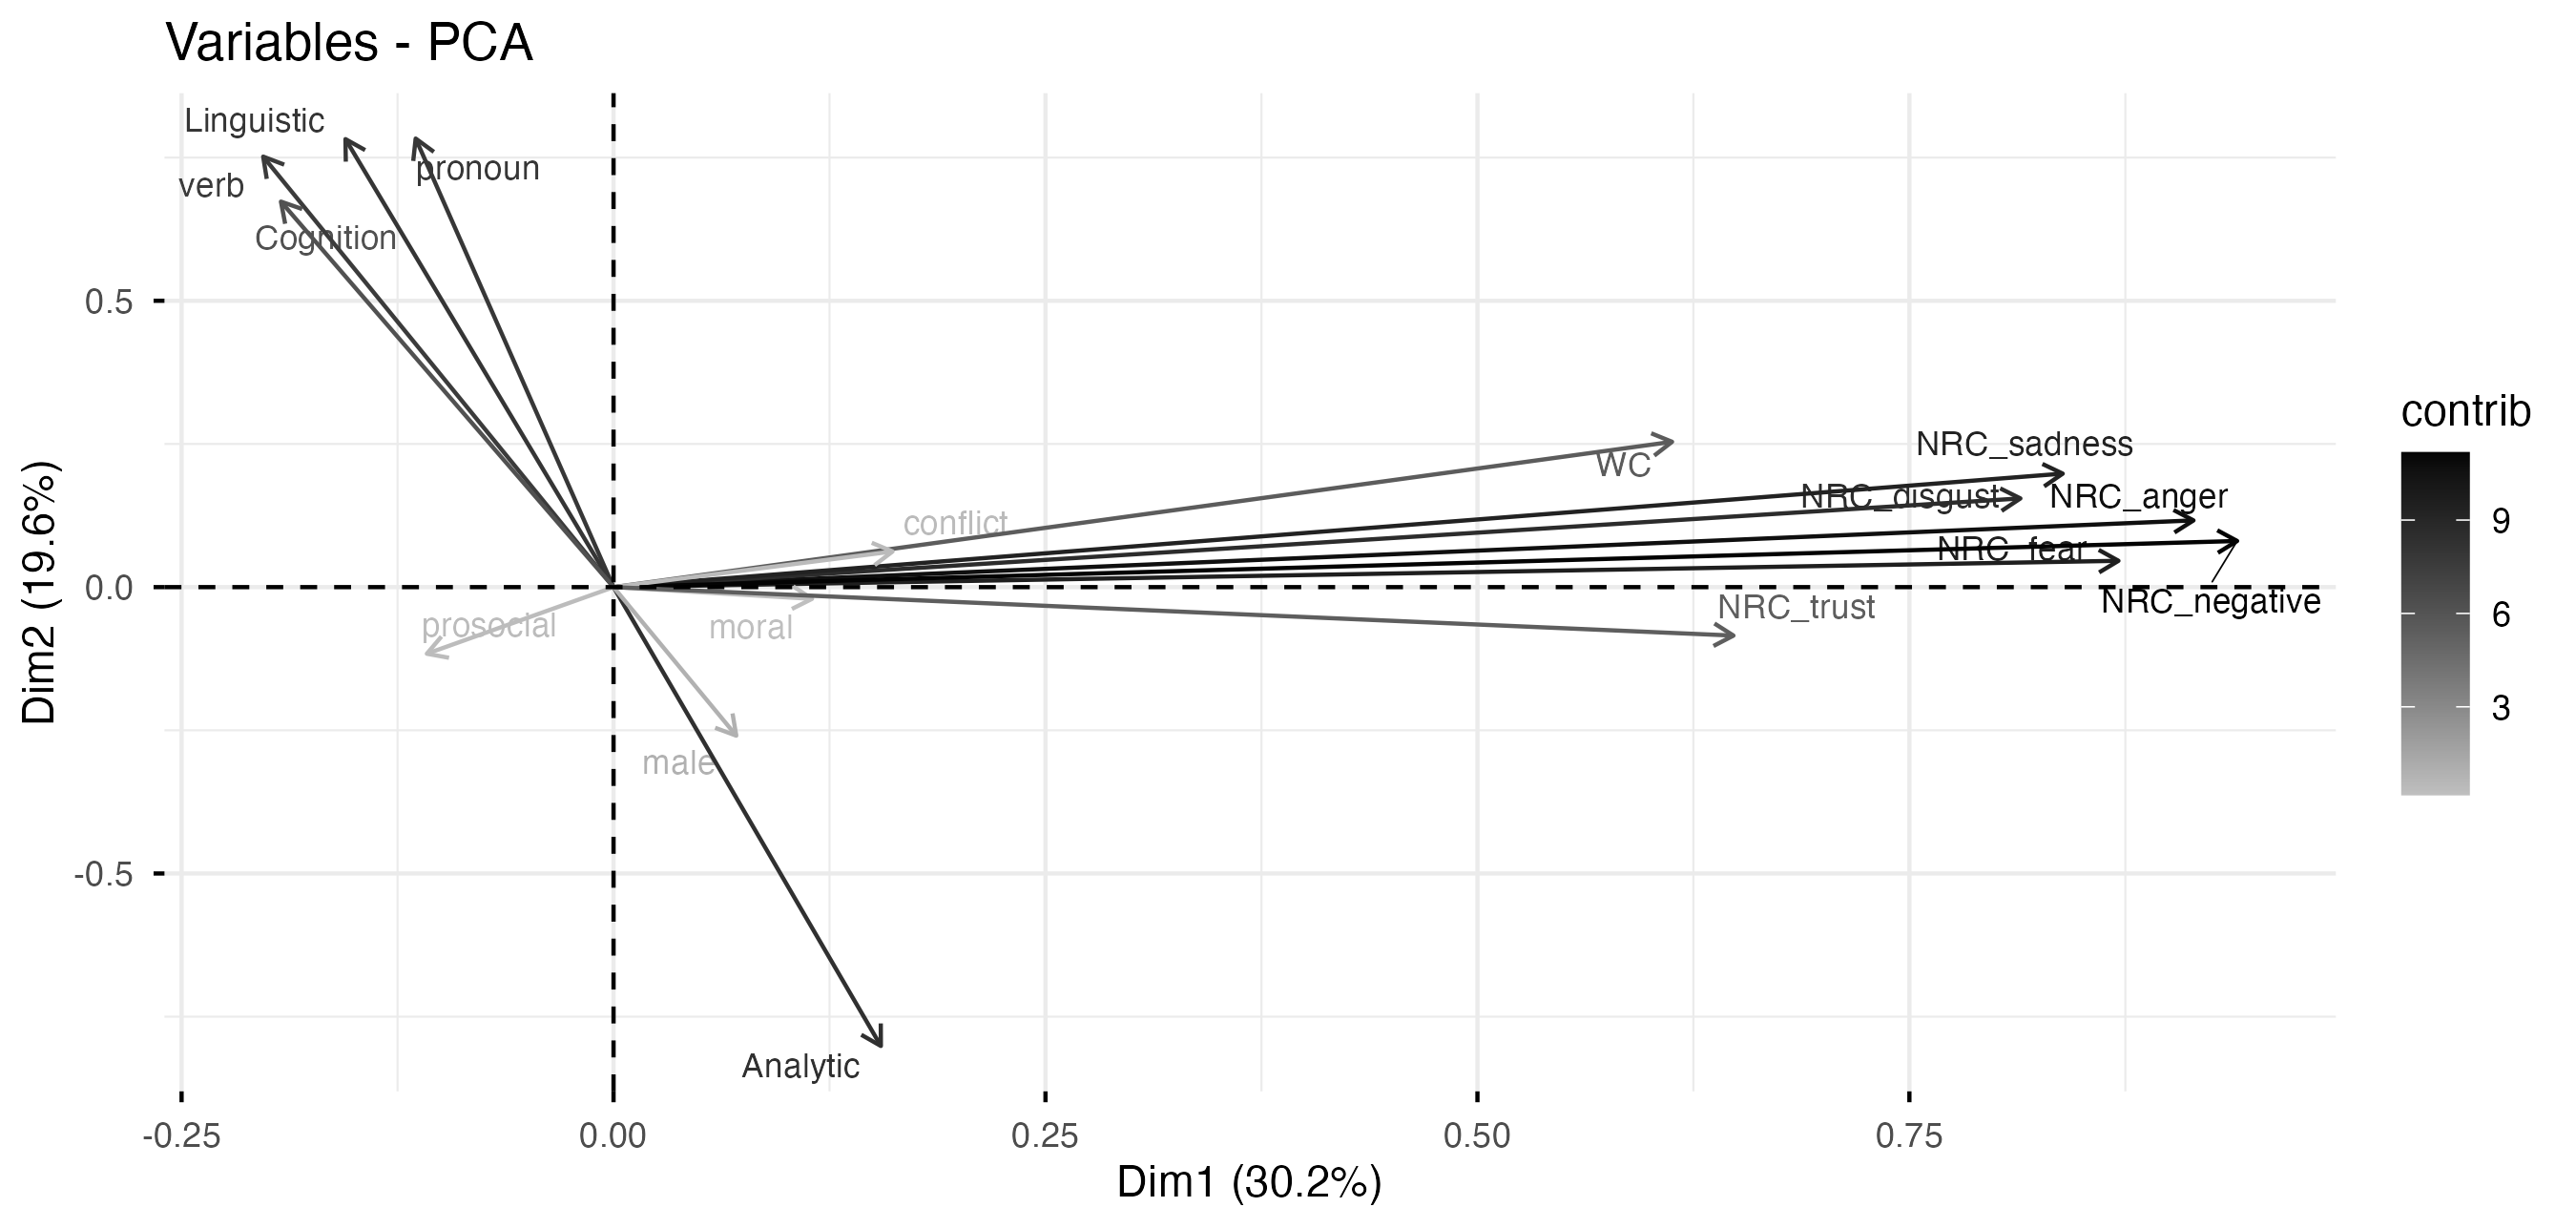 Variables - PCA
Linguistic
pronoun
verb
Cognition
0.5
contrib
WC
NRC_sadness
NRC_disgust
NRC_anger
9
conflict
NRC_fear
0.0
NRC_negative
NRC_trust
6
prosocial
moral
Dim2 (19.6%)
3
male
-0.5
Analytic
-0.25
0.00
0.25
0.50
0.75
Dim1 (30.2%)